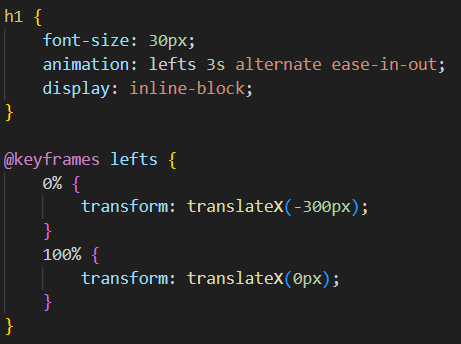 h1 {
    font-size: 30px;
    animation: lefts 3s alternate ease-in-out;
    display: inline-block;
}

@keyframes lefts {
    0% {
        transform: translateX(-300px);
    }
    100% {
        transform: translateX(0px);
    }
}